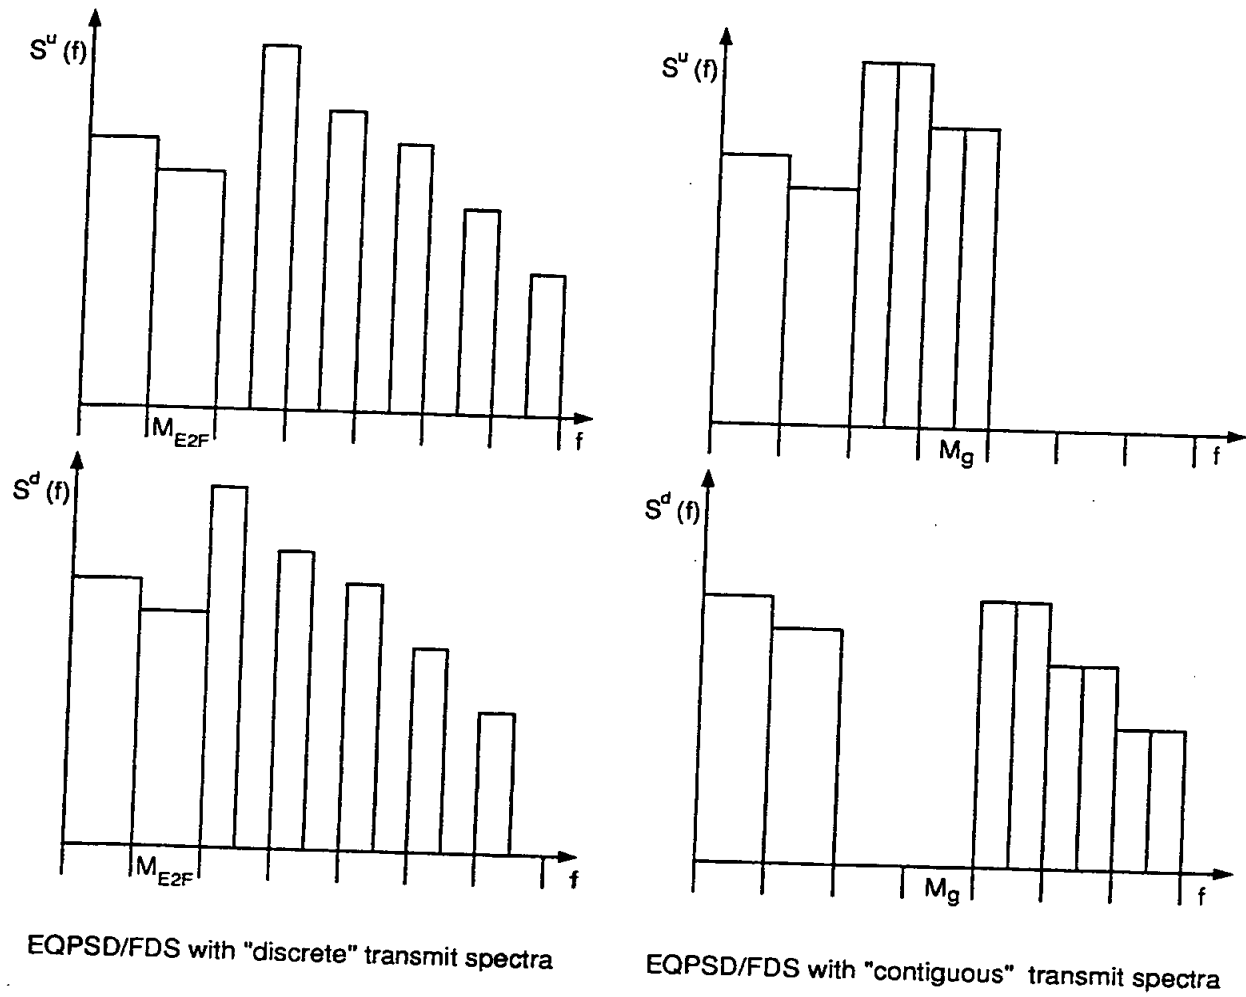 S^u (f)
M_E2F
f
S^d (f)
M_E2F
f
EQPSD/FDS with "discrete" transmit spectra
S^u (f)
M_g
f
S^d (f)
M_g
f
EQPSD/FDS with "contiguous" transmit spectra